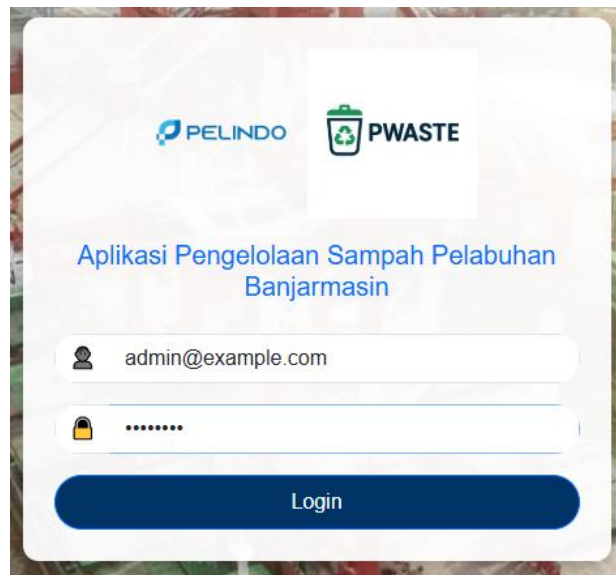 PELINDO
PWASTE
Aplikasi Pengelolaan Sampah Pelabuhan
Banjarmasin
admin@example.com
••••••••
Login